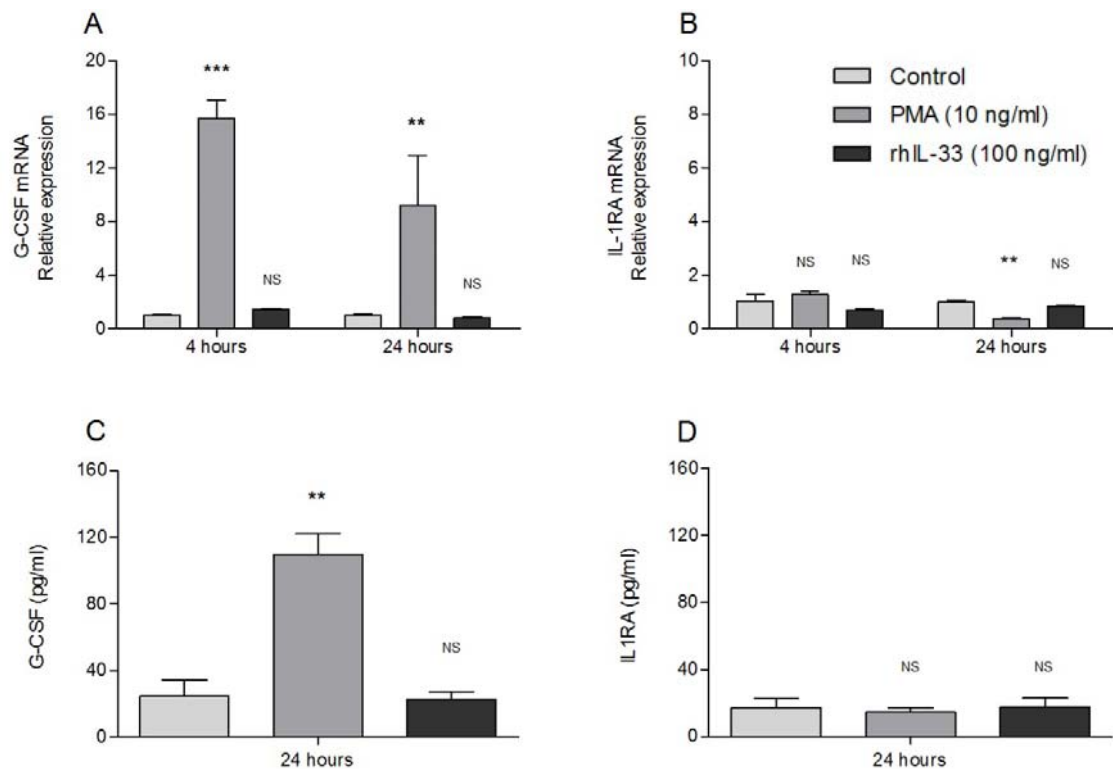 A
G-CSF mRNA
Relative expression
20
16
12
8
4
0
***
**
NS
NS
4 hours
24 hours
B
IL-1RA mRNA
Relative expression
10
8
6
4
2
0
Control
PMA (10 ng/ml)
rhIL-33 (100 ng/ml)
NS
NS
**
NS
4 hours
24 hours
C
G-CSF (pg/ml)
160
120
80
40
0
**
NS
24 hours
D
IL1RA (pg/ml)
160
120
80
40
0
NS
NS
24 hours